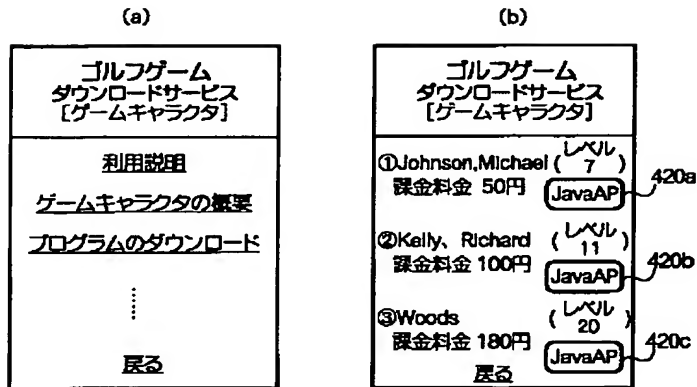 (a)
ゴルフゲーム
ダウンロードサービス
[ゲームキャラクタ]
利用説明
ゲームキャラクタの概要
プログラムのダウンロード
戻る
(b)
ゴルフゲーム
ダウンロードサービス
[ゲームキャラクタ]
①Johnson,Michael (レベル 7)
課金料金 50円 JavaAP 420a
②Kelly、Richard (レベル 11)
課金料金 100円 JavaAP 420b
③Woods (レベル 20)
課金料金 180円 JavaAP 420c
戻る